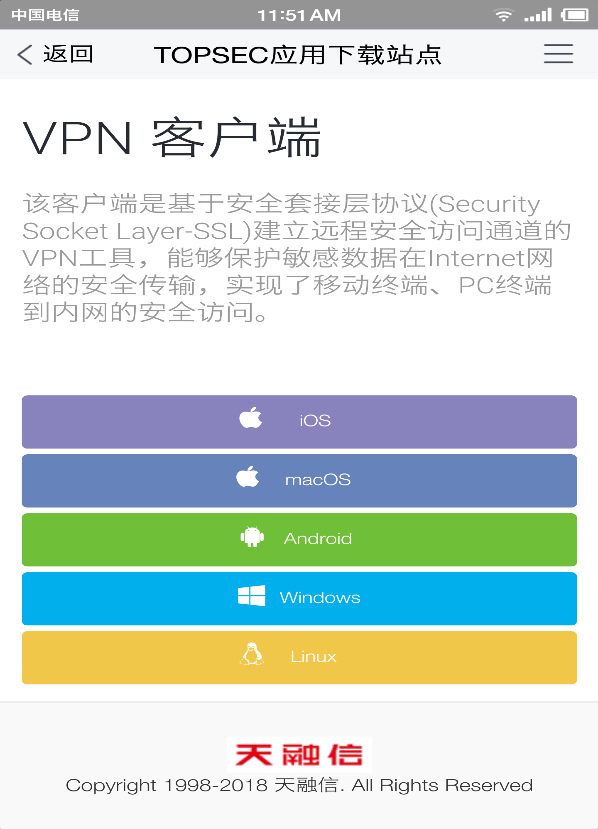 中国电信 11:51 AM
返回 TOPSEC应用下载站点
VPN 客户端
该客户端是基于安全套接层协议(Security
Socket Layer-SSL)建立远程安全访问通道的
VPN工具，能够保护敏感数据在Internet网
络的安全传输，实现了移动终端、PC终端
到内网的安全访问。
iOS
macOS
Android
Windows
Linux
天融信
Copyright 1998-2018 天融信. All Rights Reserved